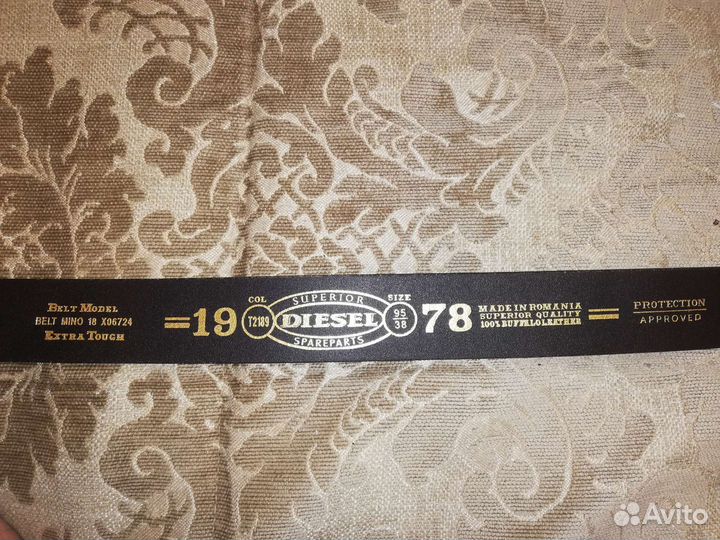 BELT MODEL
BELT MINO 18 X06724
EXTRA TOUGH
=19
COL
T2189
SUPERIOR
DIESEL
SPAREPARTS
SIZE
95
38
78
MADE IN ROMANIA
SUPERIOR QUALITY
100% BUFFALO LEATHER
=
PROTECTION
APPROVED
Avito